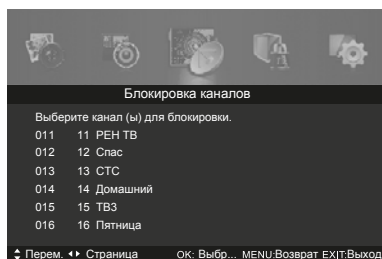 Блокировка каналов
Выберите канал (ы) для блокировки.
011 11 РЕН ТВ
012 12 Спас
013 13 СТС
014 14 Домашний
015 15 ТВ3
016 16 Пятница
Перем. Страница OK: Выбр... MENU:Возврат EXIT:Выход